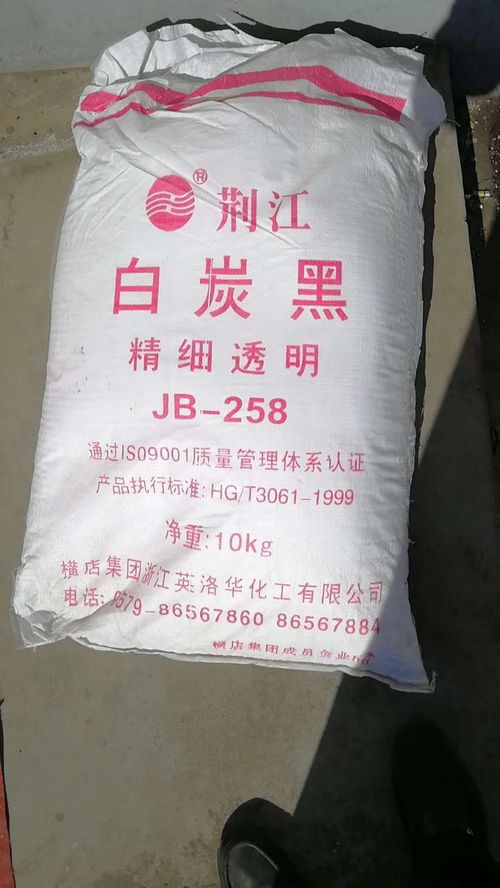 ® 荆江
白炭黑
精细透明
JB-258
通过ISO9001质量管理体系认证
产品执行标准: HG/T3061-1999
净重: 10kg
横店集团浙江英洛华化工有限公司
电话: 0579-86567860 86567884
横店集团成员企业